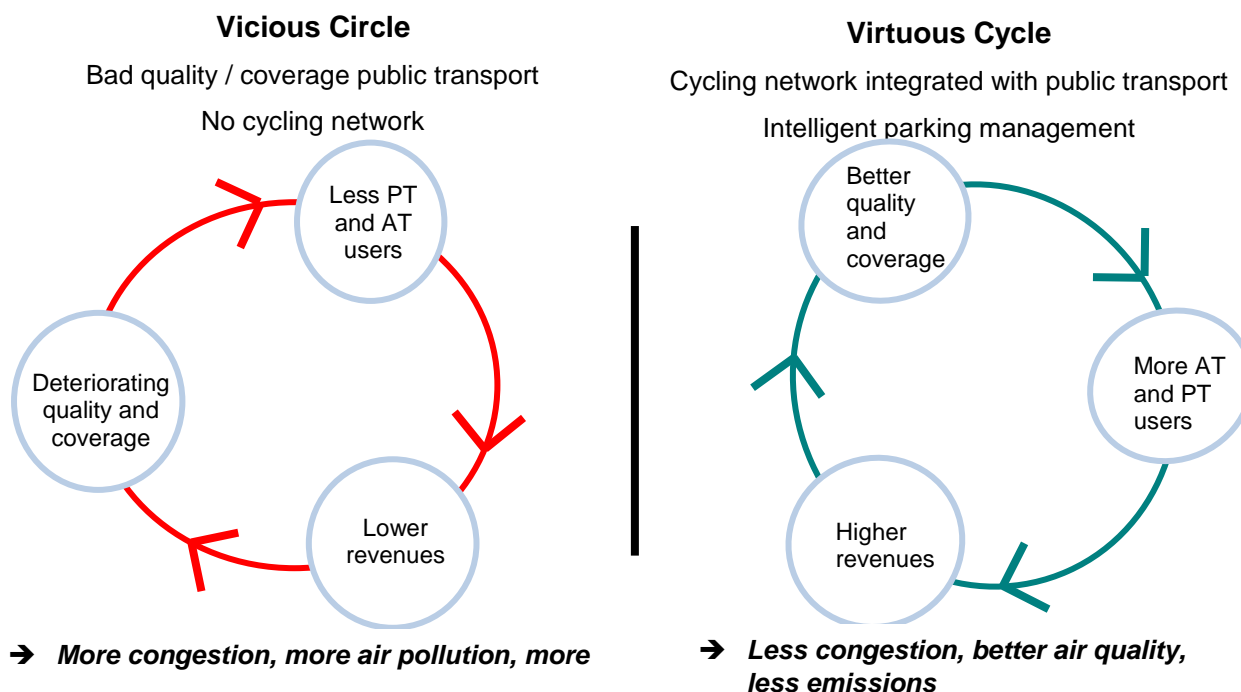 Vicious Circle
Bad quality / coverage public transport
No cycling network
Less PT
and AT
users
Deteriorating
quality and
coverage
Lower
revenues
➔ More congestion, more air pollution, more
Virtuous Cycle
Cycling network integrated with public transport
Intelligent parking management
Better
quality
and
coverage
More AT
and PT
users
Higher
revenues
➔ Less congestion, better air quality,
less emissions